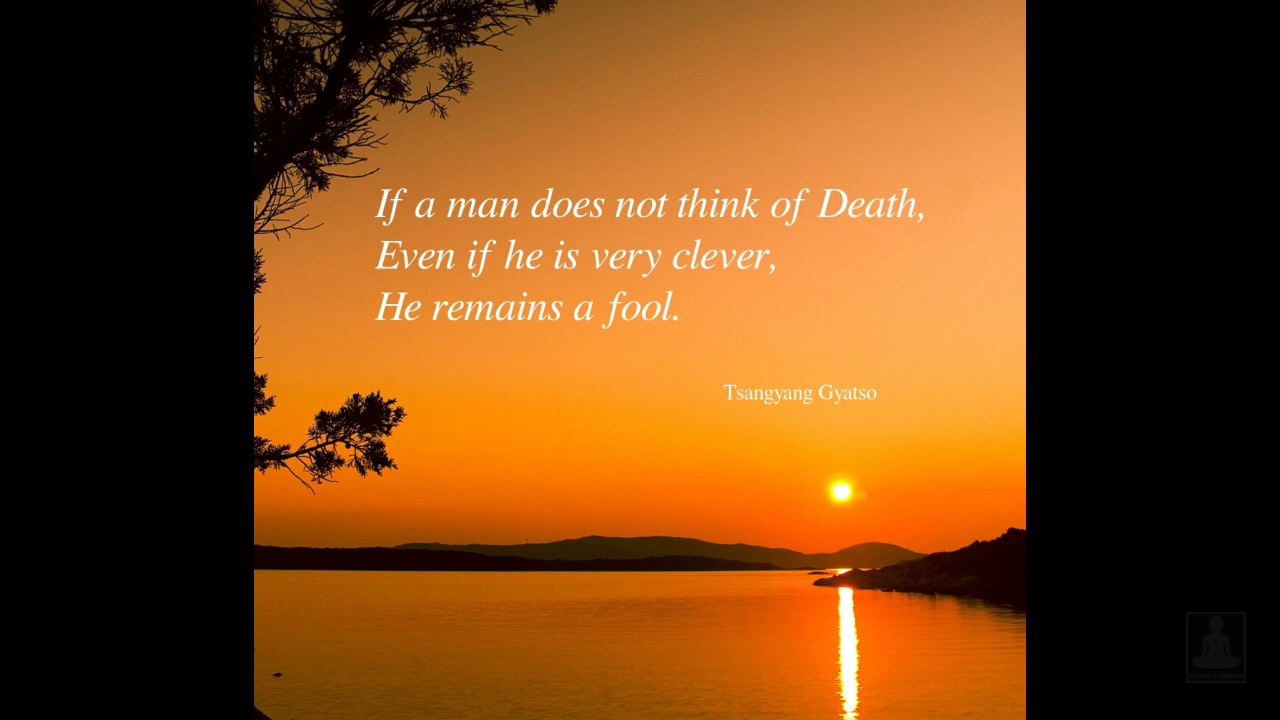 If a man does not think of Death,
Even if he is very clever,
He remains a fool.
Tsangyang Gyatso